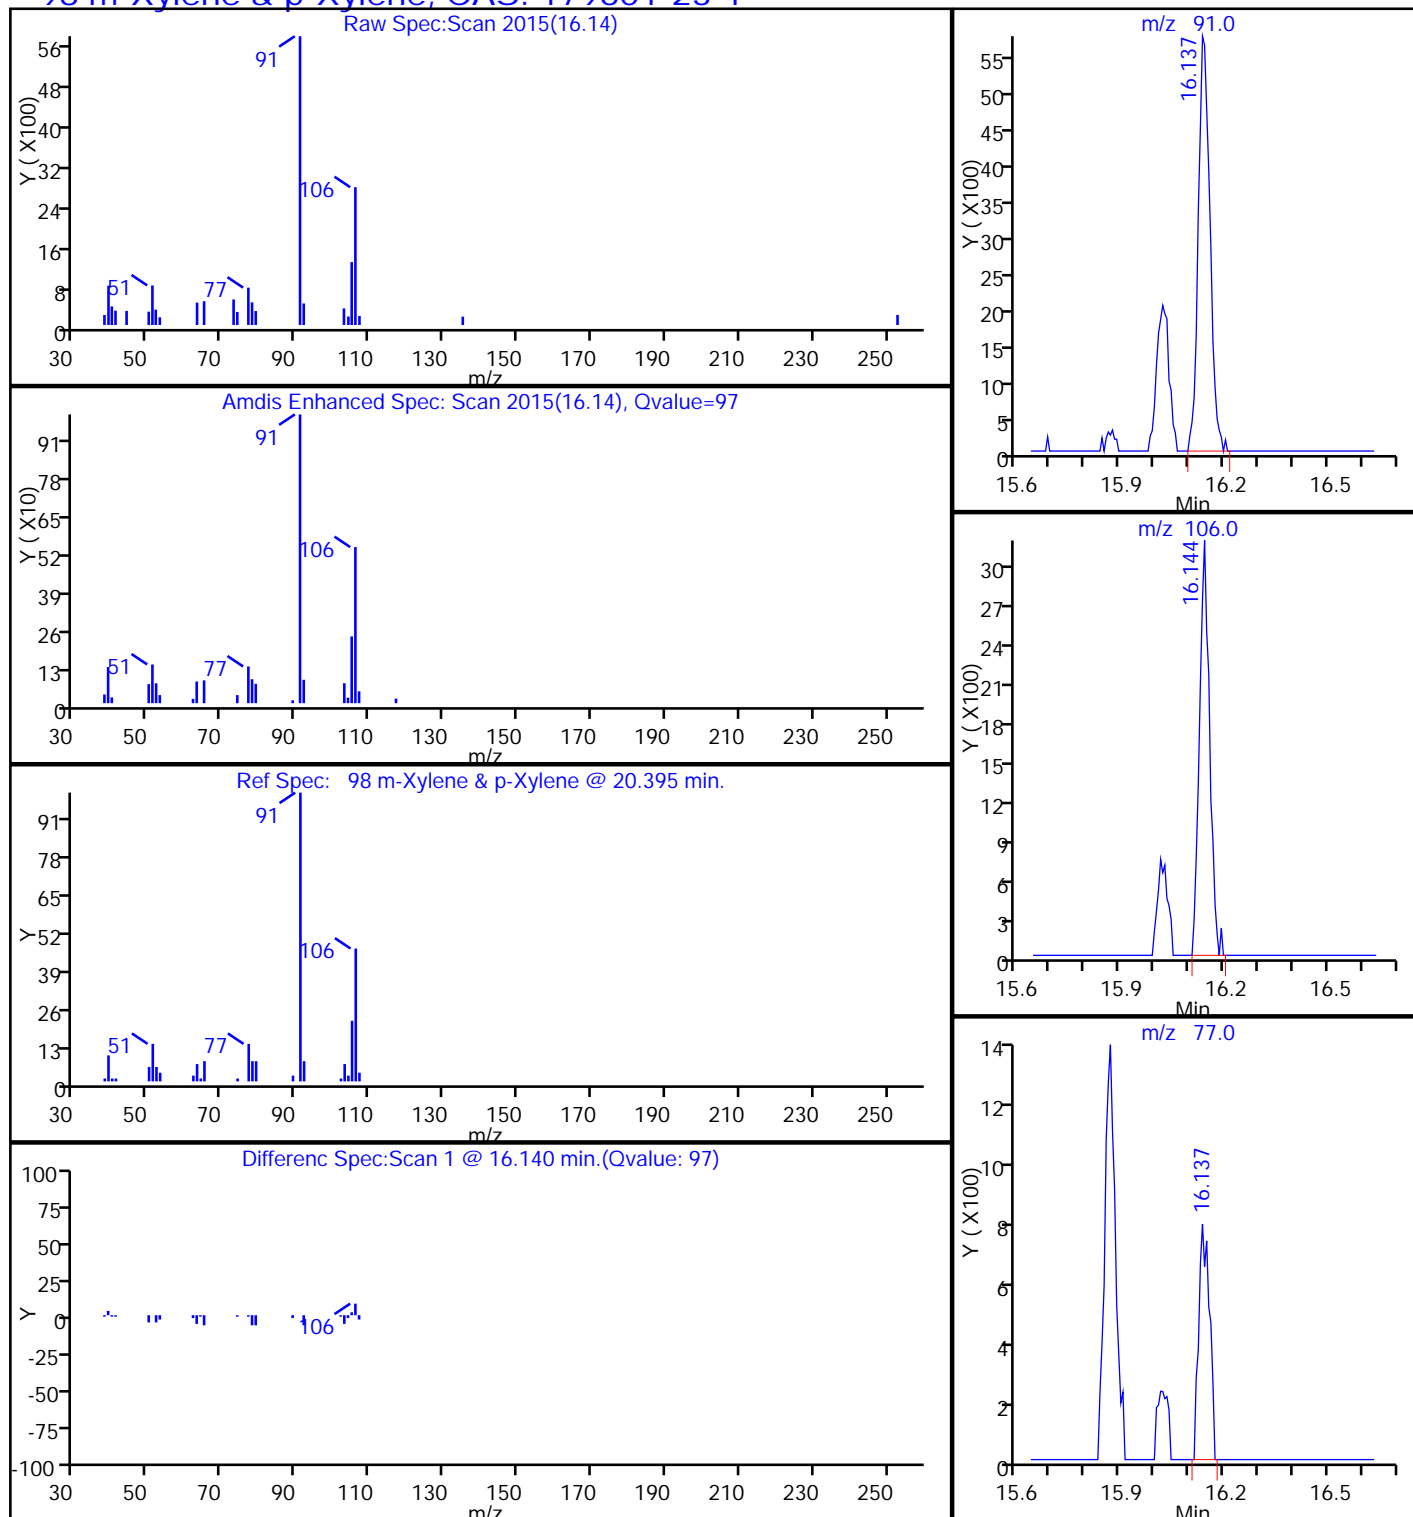 98 m-Xylene & p-Xylene, CAS: 179601-23-1
Raw Spec:Scan 2015(16.14)
Y ( X100)
56
48
40
32
24
16
8
0
91
106
51
77
30 50 70 90 110 130 150 170 190 210 230 250
m/z
Amdis Enhanced Spec: Scan 2015(16.14), Qvalue=97
Y ( X10)
91
78
65
52
39
26
13
0
91
106
51
77
30 50 70 90 110 130 150 170 190 210 230 250
m/z
Ref Spec: 98 m-Xylene & p-Xylene @ 20.395 min.
Y
91
78
65
52
39
26
13
0
91
106
51
77
30 50 70 90 110 130 150 170 190 210 230 250
m/z
Differenc Spec:Scan 1 @ 16.140 min.(Qvalue: 97)
Y
100
75
50
25
0
-25
-50
-75
-100
106
30 50 70 90 110 130 150 170 190 210 230 250
m/z
m/z 91.0
Y ( X100)
55
50
45
40
35
30
25
20
15
10
5
0
16.137
15.6 15.9 16.2 16.5
Min
m/z 106.0
Y ( X100)
30
27
24
21
18
15
12
9
6
3
0
16.144
15.6 15.9 16.2 16.5
Min
m/z 77.0
Y ( X100)
14
12
10
8
6
4
2
0
16.137
15.6 15.9 16.2 16.5
Min